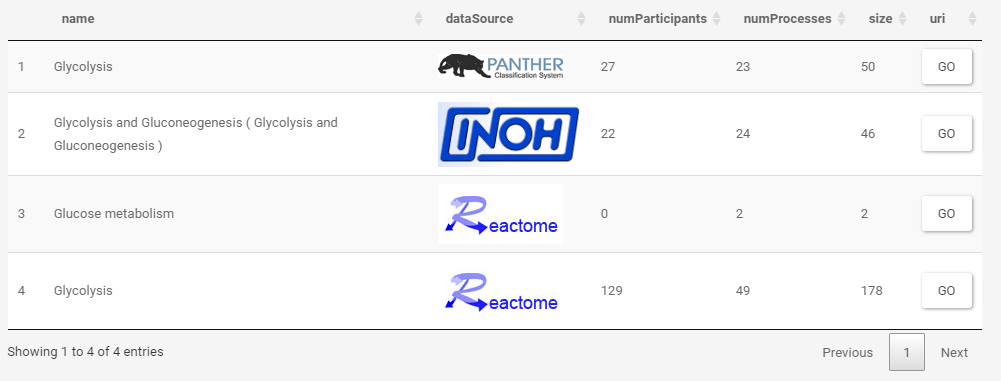 name dataSource numParticipants numProcesses size uri
1 Glycolysis PANTHER Classification System 27 23 50 GO
2 Glycolysis and Gluconeogenesis ( Glycolysis and
Gluconeogenesis ) INOH 22 24 46 GO
3 Glucose metabolism Reactome 0 2 2 GO
4 Glycolysis Reactome 129 49 178 GO
Showing 1 to 4 of 4 entries Previous 1 Next